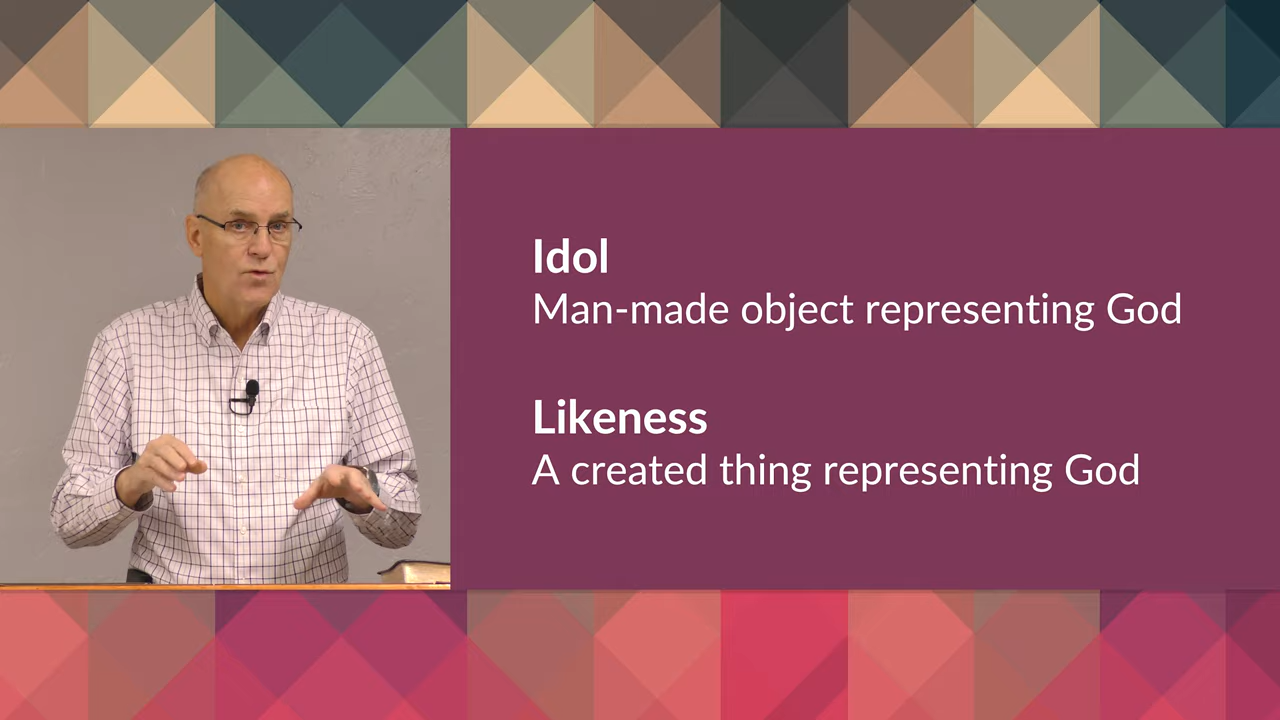 Idol
Man-made object representing God
Likeness
A created thing representing God